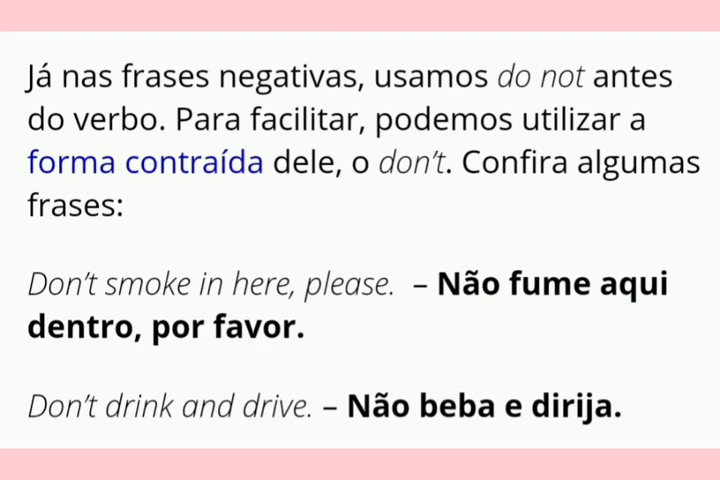 Já nas frases negativas, usamos do not antes
do verbo. Para facilitar, podemos utilizar a
forma contraída dele, o don’t. Confira algumas
frases:
Don’t smoke in here, please.  – Não fume aqui
dentro, por favor.
Don’t drink and drive. – Não beba e dirija.